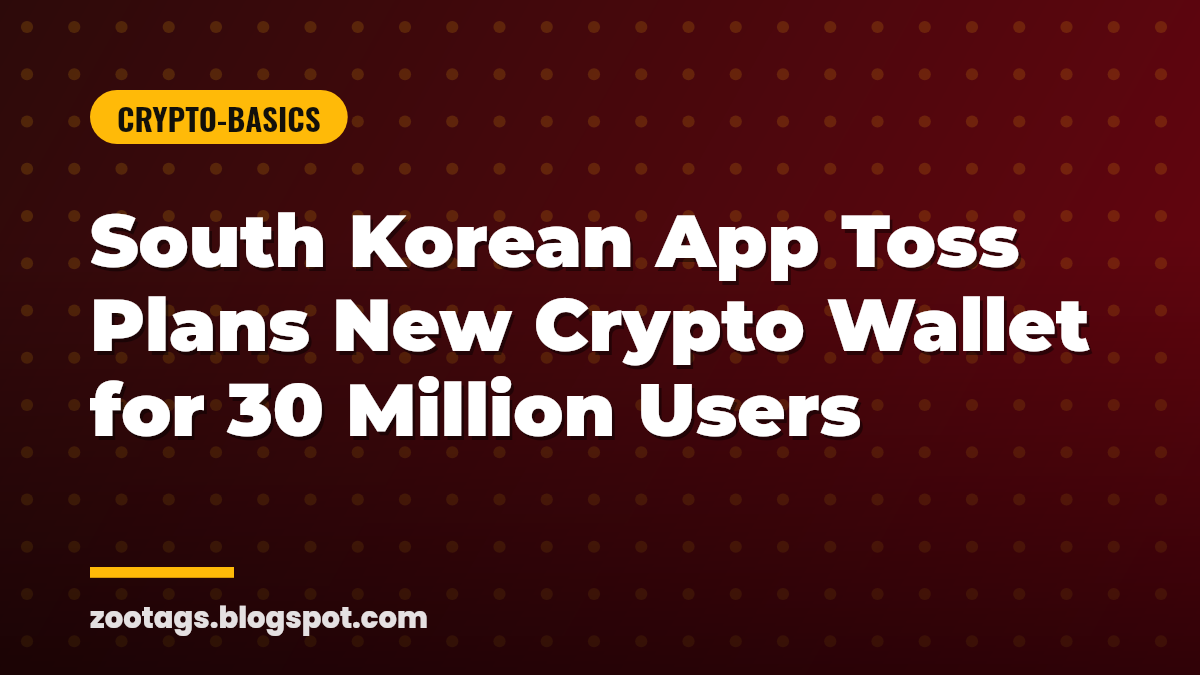 CRYPTO-BASICS
South Korean App Toss
Plans New Crypto Wallet
for 30 Million Users
zootags.blogspot.com